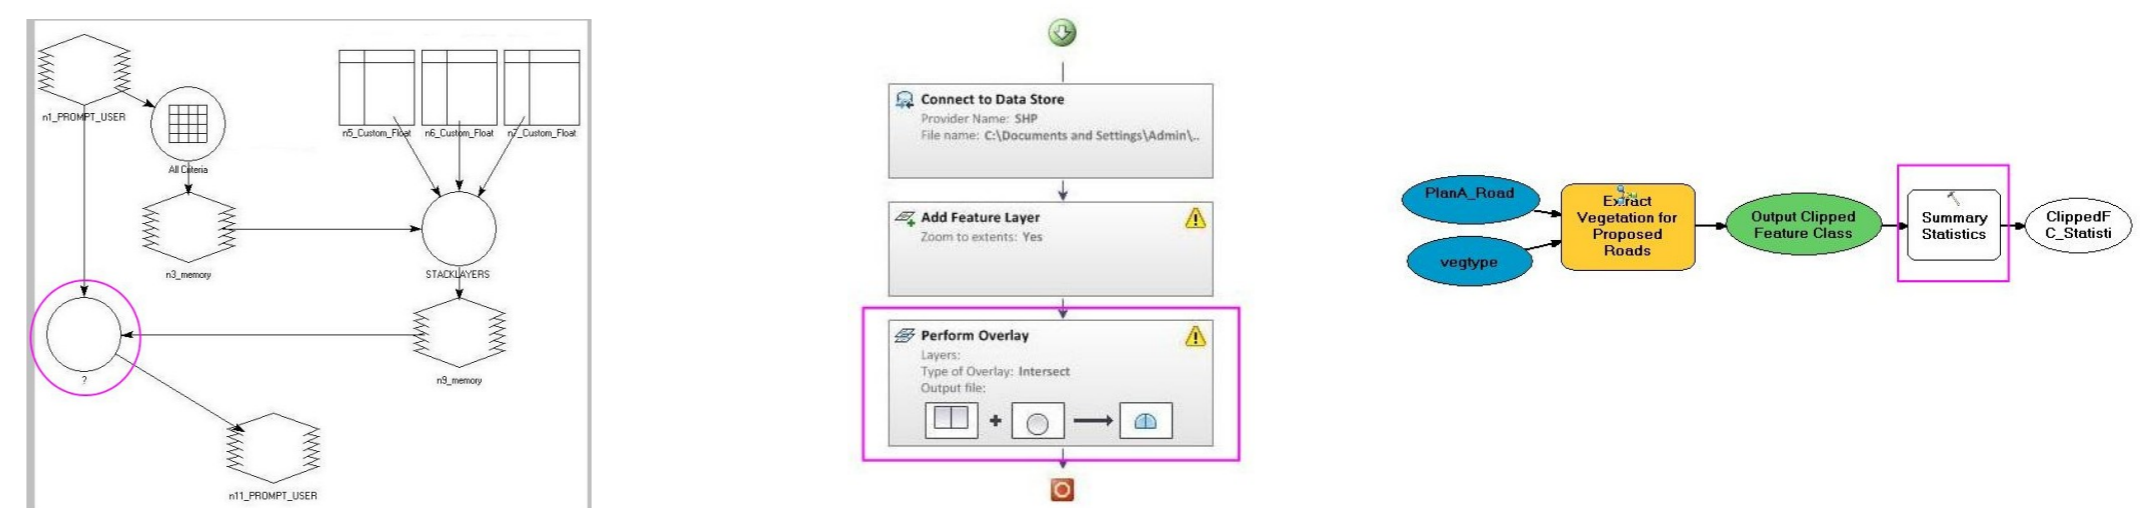 n1_PROMPT_USER
All Criteria
n5_Custom_Float
n6_Custom_Float
n7_Custom_Float
n3_memory
STACKLAYERS
?
n9_memory
n11_PROMPT_USER
Connect to Data Store
Provider Name: SHP
File name: C:\Documents and Settings\Admin\..
Add Feature Layer
Zoom to extents: Yes
Perform Overlay
Layers:
Type of Overlay: Intersect
Output file:
PlanA_Road
vegtype
Extract
Vegetation for
Proposed
Roads
Output Clipped
Feature Class
Summary
Statistics
ClippedF
C_Statisti